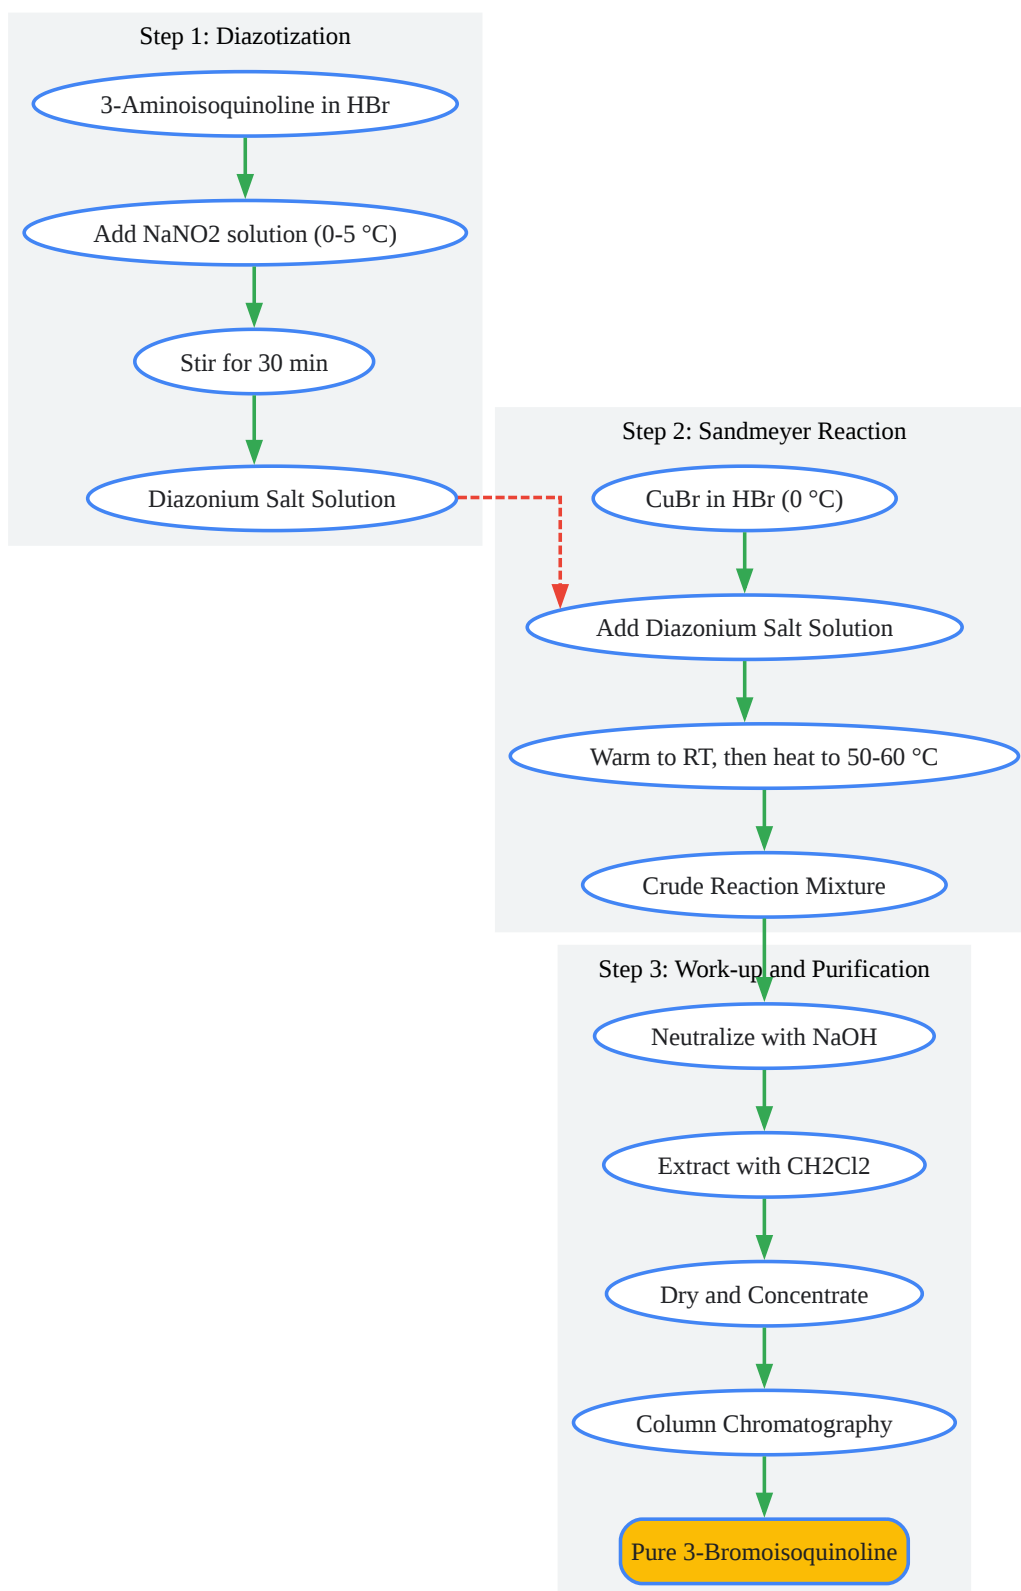 Step 1: Diazotization
3-Aminoisoquinoline in HBr
Add NaNO2 solution (0-5 °C)
Stir for 30 min
Diazonium Salt Solution
Step 2: Sandmeyer Reaction
CuBr in HBr (0 °C)
Add Diazonium Salt Solution
Warm to RT, then heat to 50-60 °C
Crude Reaction Mixture
Step 3: Work-up and Purification
Neutralize with NaOH
Extract with CH2Cl2
Dry and Concentrate
Column Chromatography
Pure 3-Bromoisoquinoline